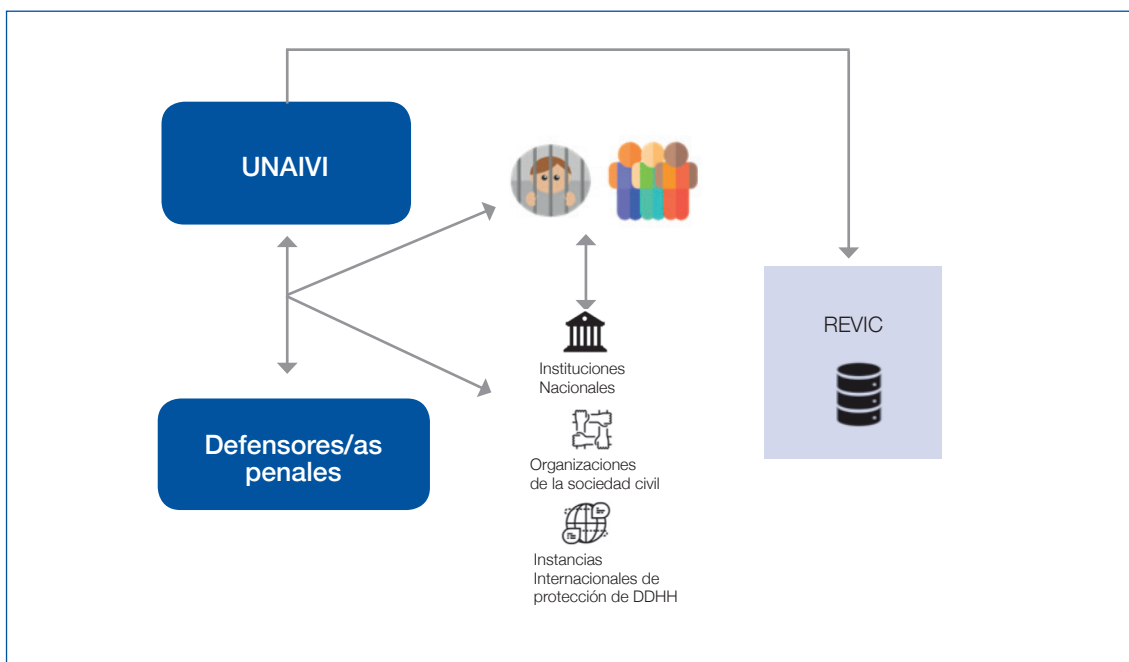 UNAIVI
REVIC
Instituciones
Nacionales
Defensores/as
penales
Organizaciones
de la sociedad civil
Instancias
Internacionales de
protección de DDHH